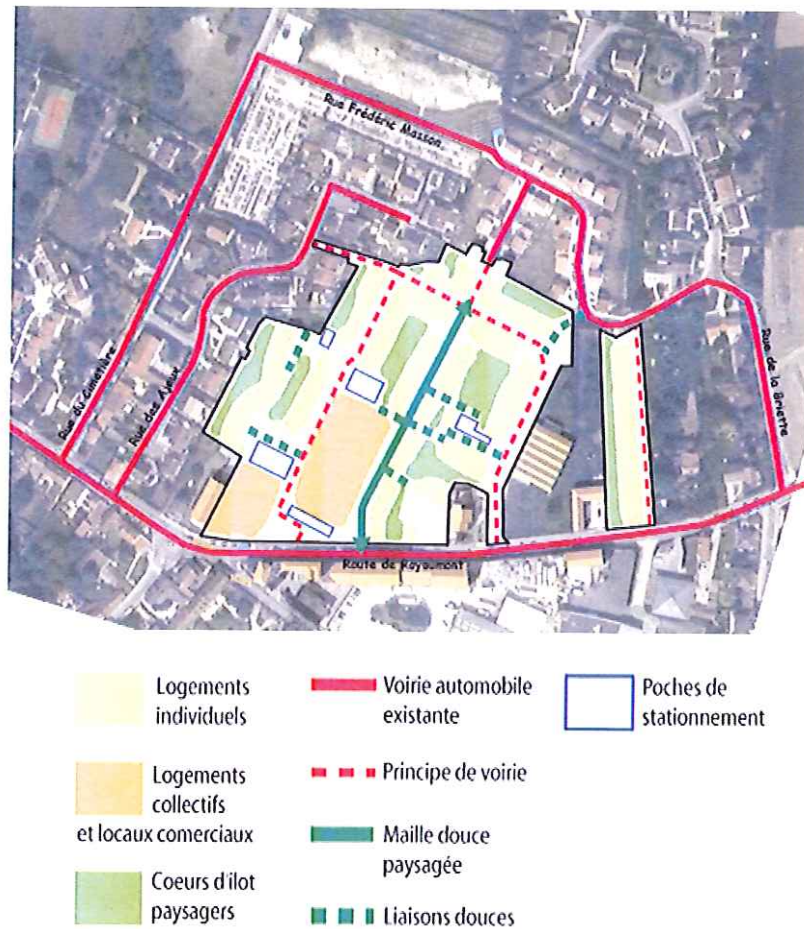 Rue Frédéric Masson
Rue du Cimetière
Rue des Ajeux
Rue de la Briette
Route de Royaumont
Logements
individuels
Logements
collectifs
et locaux comerciaux
Coeurs d'ilot
paysagers
Voirie automobile
existante
Principe de voirie
Maille douce
paysagée
Liaisons douces
Poches de
stationnement